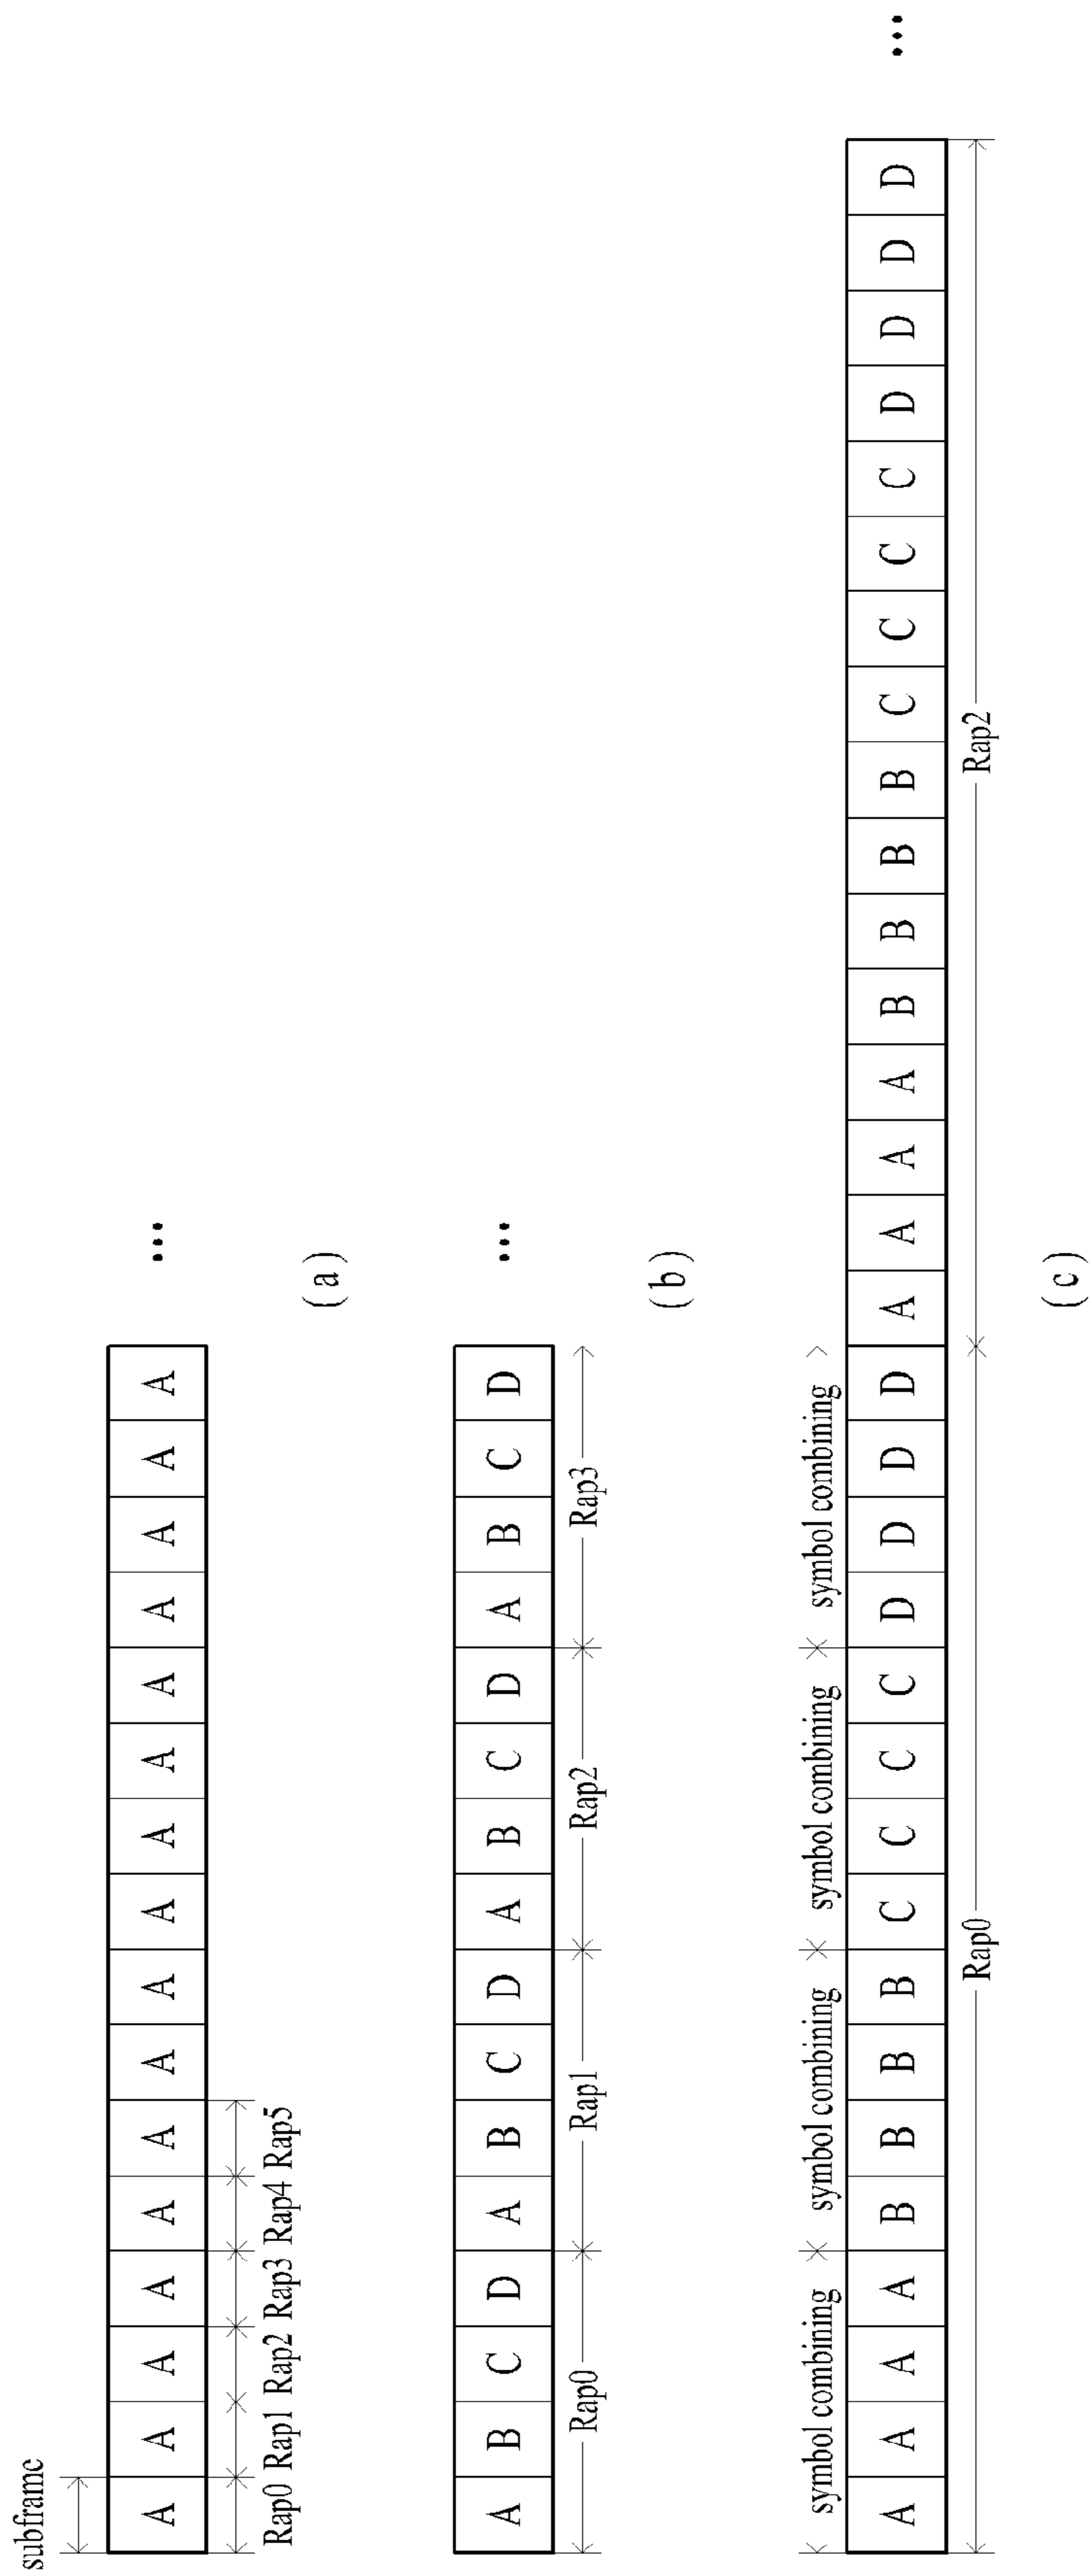 subframe
A A A A A A A A A A A A A A A A ...
Rap0 Rap1 Rap2 Rap3 Rap4 Rap5
(a)
A B C D A B C D A B C D A B C D ...
Rap0 Rap1 Rap2 Rap3
(b)
symbol combining symbol combining symbol combining symbol combining
A A A A B B B B C C C C D D D D A A A A B B B B C C C C D D D D ...
Rap0 Rap2
(c)